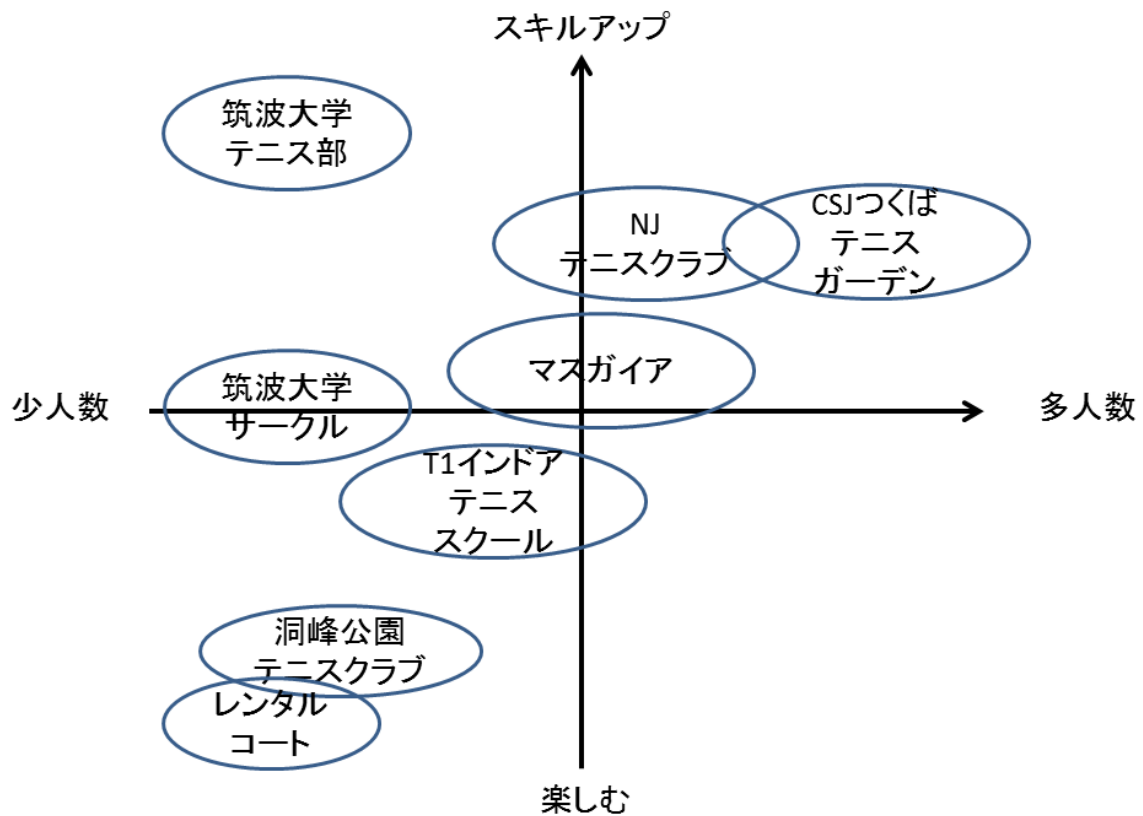 スキルアップ
筑波大学
テニス部
NJ
テニスクラブ
CSJつくば
テニス
ガーデン
マスガイア
筑波大学
サークル
少人数
多人数
T1インドア
テニス
スクール
洞峰公園
テニスクラブ
レンタル
コート
楽しむ